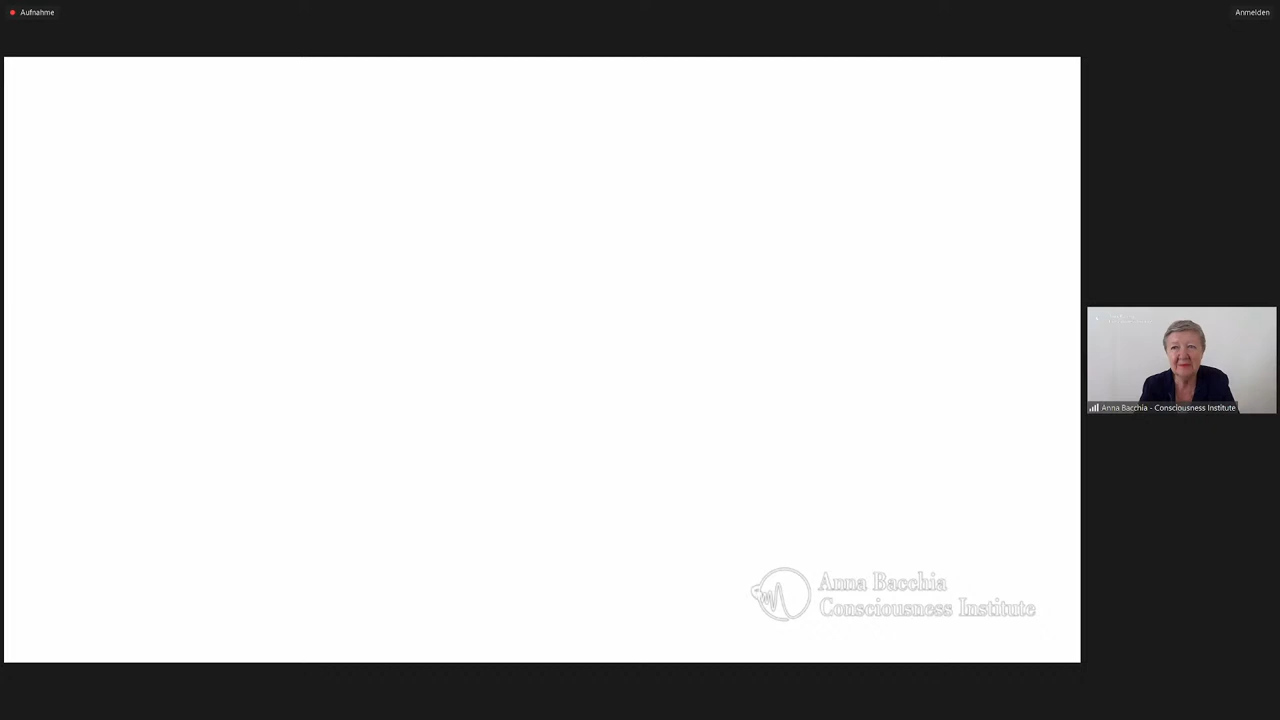 Aufnahme
Anmelden
Anna Bacchia - Consciousness Institute
Anna Bacchia
Consciousness Institute